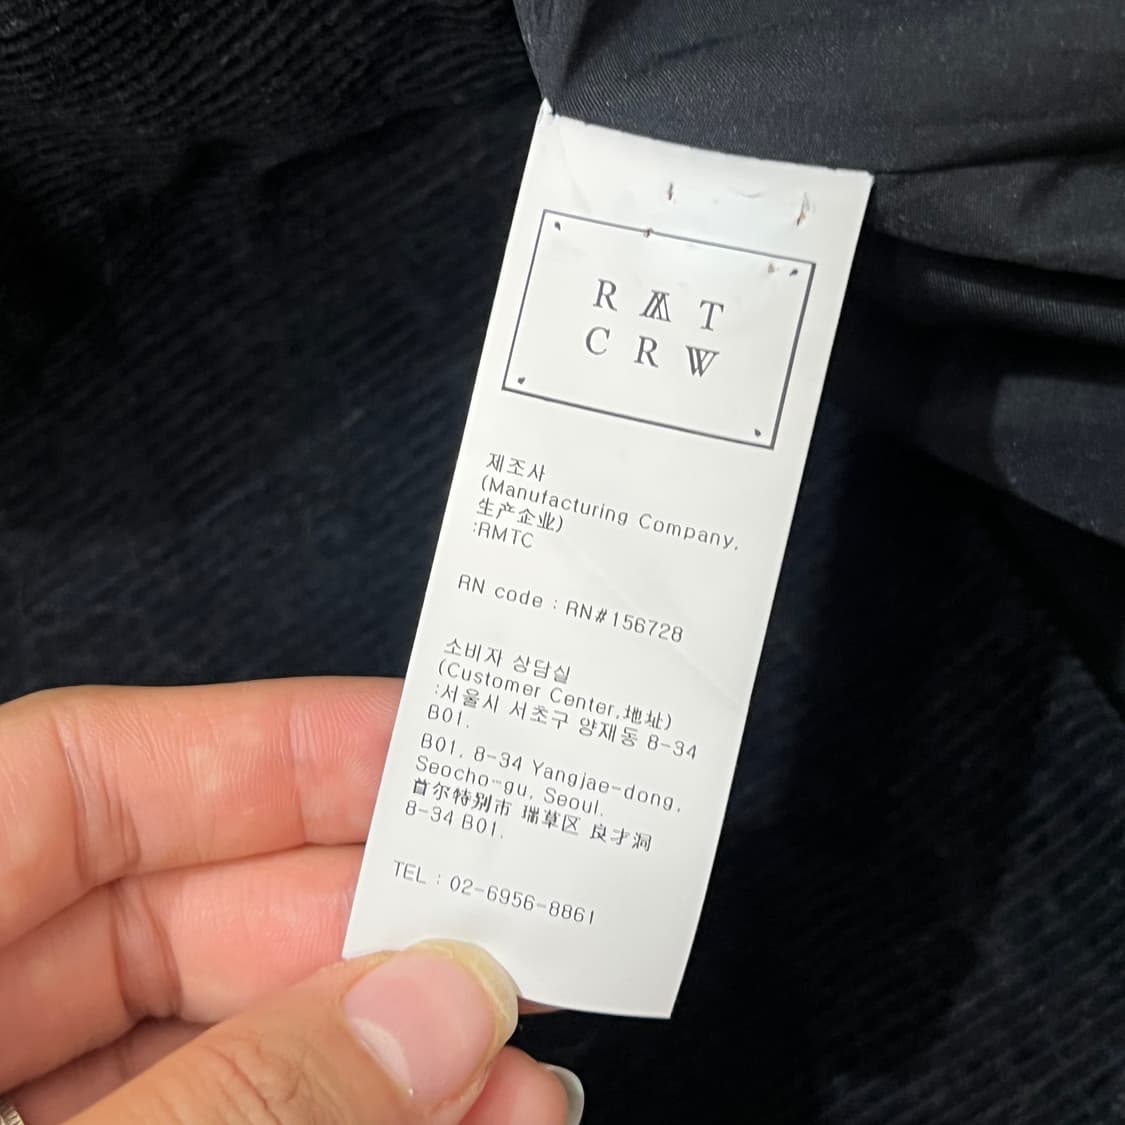 R M T
C R W
제조사
(Manufacturing Company,
生产企业)
:RMTC
RN code : RN#156728
소비자 상담실
(Customer Center,地址)
:서울시 서초구 양재동 8-34
B01.
B01, 8-34 Yangjae-dong,
Seocho-gu, Seoul.
首尔特别市 瑞草区 良才洞
8-34 B01.
TEL : 02-6956-8861